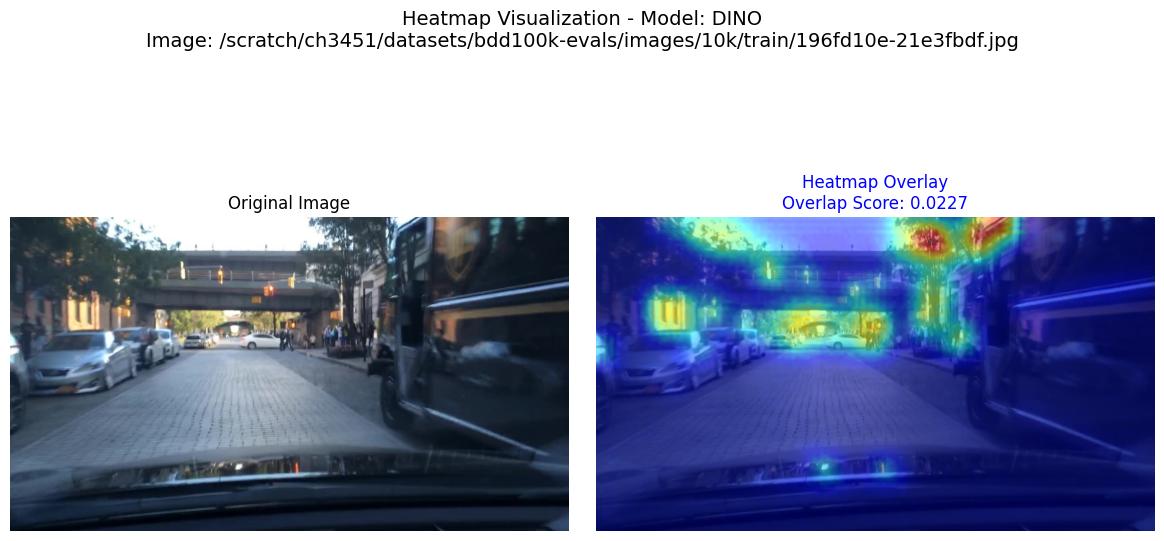 Heatmap Visualization - Model: DINO
Image: /scratch/ch3451/datasets/bdd100k-evals/images/10k/train/196fd10e-21e3fbdf.jpg
Original Image
Heatmap Overlay
Overlap Score: 0.0227